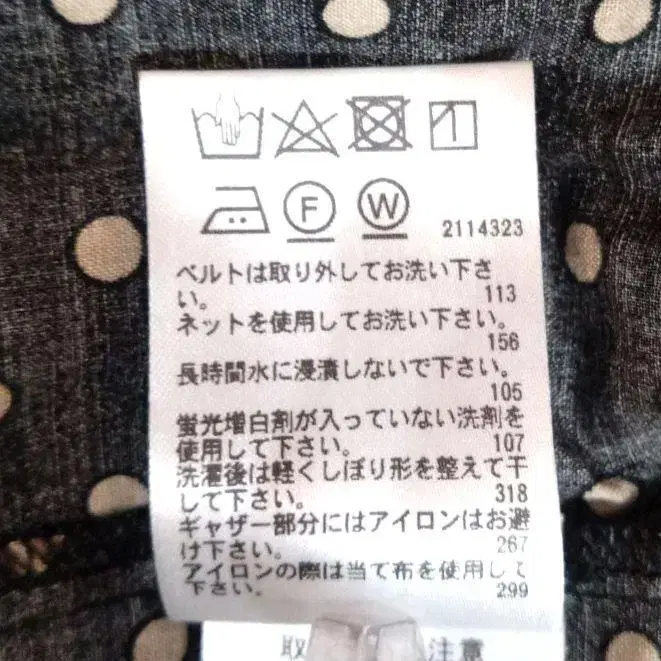 F W 2114323
ベルトは取り外してお洗い下さ
い。 113
ネットを使用してお洗い下さい。
156
長時間水に浸漬しないで下さい。
105
蛍光増白剤が入っていない洗剤を
使用して下さい。 107
洗濯後は軽くしぼり形を整えて干
して下さい。 318
ギャザー部分にはアイロンはお避
け下さい。 267
アイロンの際は当て布を使用して
下さい。 299
取 注意